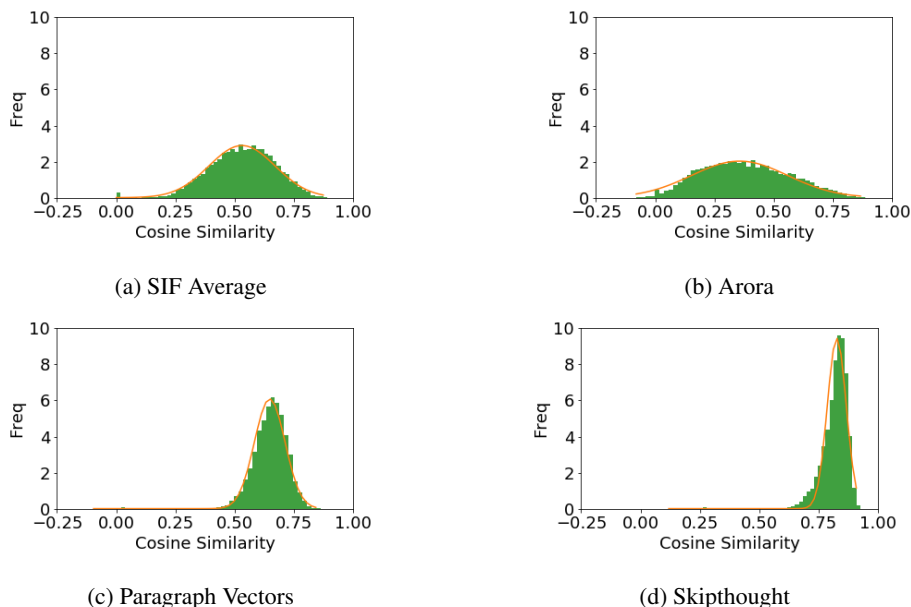 10
8
6
4
2
0
Freq
−0.25 0.00 0.25 0.50 0.75 1.00
Cosine Similarity
(a) SIF Average
10
8
6
4
2
0
Freq
−0.25 0.00 0.25 0.50 0.75 1.00
Cosine Similarity
(b) Arora
10
8
6
4
2
0
Freq
−0.25 0.00 0.25 0.50 0.75 1.00
Cosine Similarity
(c) Paragraph Vectors
10
8
6
4
2
0
Freq
−0.25 0.00 0.25 0.50 0.75 1.00
Cosine Similarity
(d) Skipthought